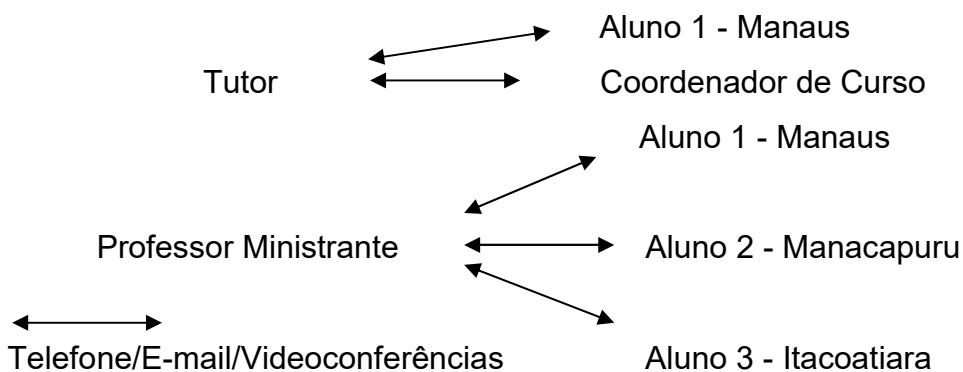 Aluno 1 - Manaus
Tutor
Coordenador de Curso
Aluno 1 - Manaus
Professor Ministrante
Aluno 2 - Manacapuru
Telefone/E-mail/Videoconferências
Aluno 3 - Itacoatiara